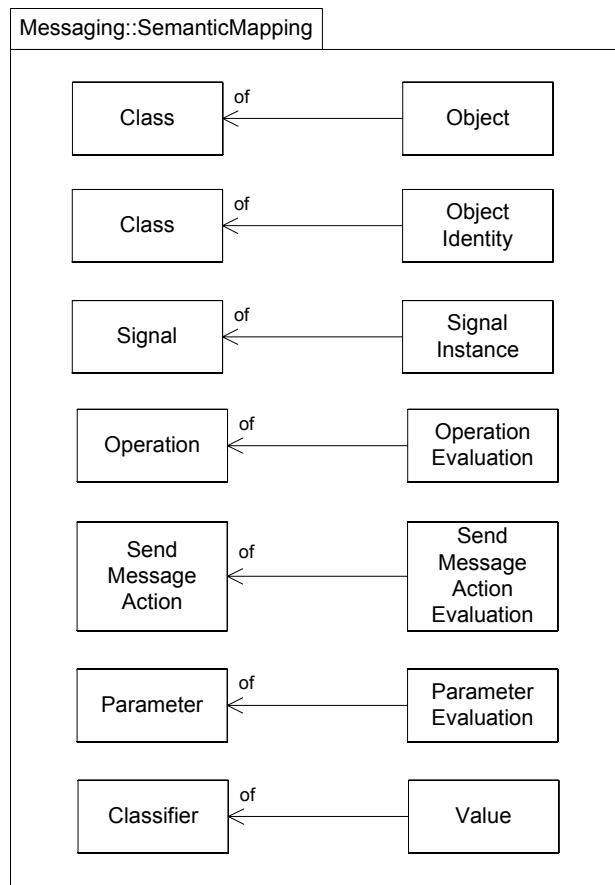 Messaging::SemanticMapping
Class
of
Object
Class
of
Object
Identity
Signal
of
Signal
Instance
Operation
of
Operation
Evaluation
Send
Message
Action
of
Send
Message
Action
Evaluation
Parameter
of
Parameter
Evaluation
Classifier
of
Value